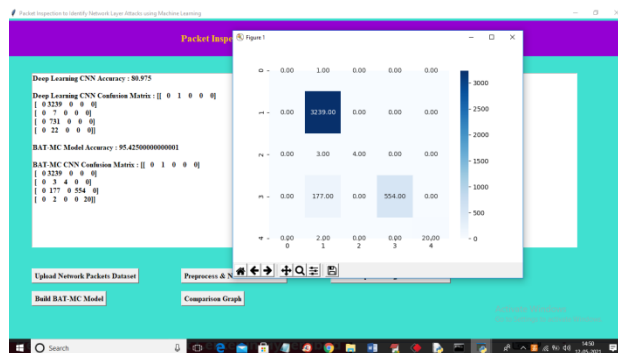 Packet Inspection to Identify Network Layer Attacks using Machine Learning
Packet Inspe
Figure 1
Deep Learning CNN Accuracy : 80.975
Deep Learning CNN Confusion Matrix : [[ 0 1 0 0 0]
[ 0 3239 0 0 0]
[ 0 7 0 0 0]
[ 0 731 0 0 0]
[ 0 22 0 0 0]]
BAT-MC Model Accuracy : 95.42500000000001
BAT-MC CNN Confusion Matrix : [[ 0 1 0 0 0]
[ 0 3239 0 0 0]
[ 0 3 4 0 0]
[ 0 177 0 554 0]
[ 0 2 0 0 20]]
0 - 0.00 1.00 0.00 0.00 0.00
1 - 0.00 3239.00 0.00 0.00 0.00
2 - 0.00 3.00 4.00 0.00 0.00
3 - 0.00 177.00 0.00 554.00 0.00
4 - 0.00 2.00 0.00 0.00 20.00
0 1 2 3 4
- 3000
- 2500
- 2000
- 1500
- 1000
- 500
- 0
Upload Network Packets Dataset
Preprocess & N
Build BAT-MC Model
Comparison Graph
Search
14:50
12-05-2021